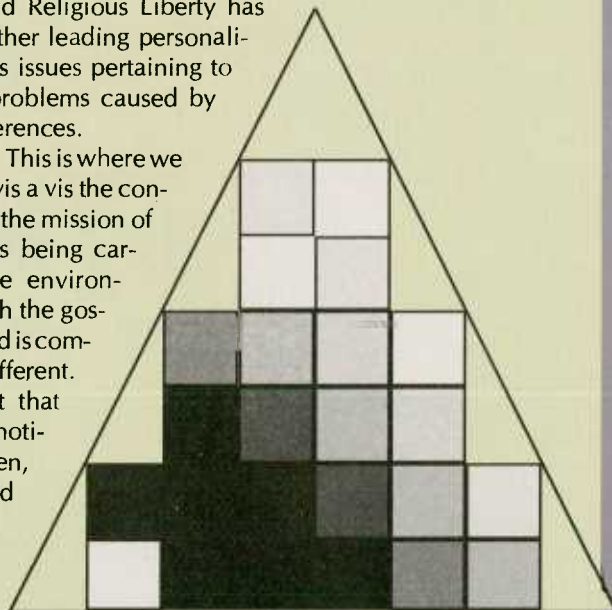 d Religious Liberty has
ther leading personali-
s issues pertaining to
problems caused by
erences.
This is where we
vis a vis the con-
the mission of
s being car-
e environ-
h the gos-
d is com-
fferent.
t that
noti-
en,
d